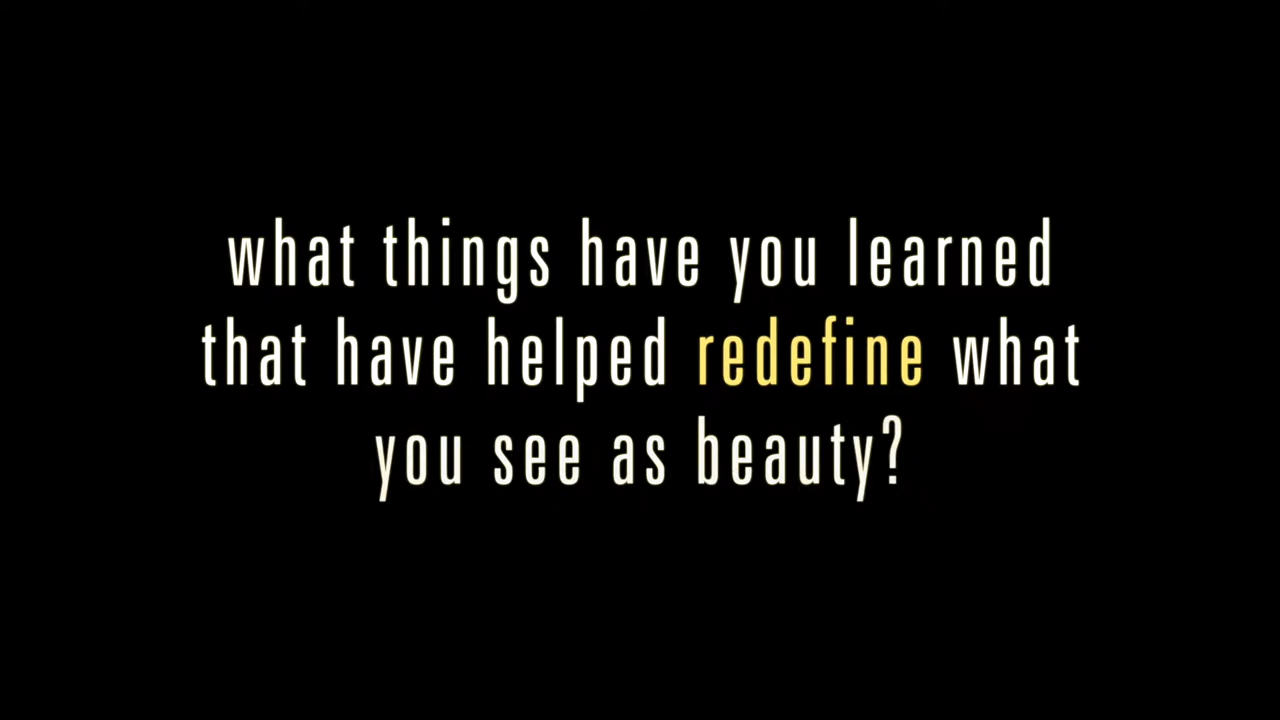 what things have you learned
that have helped redefine what
you see as beauty?